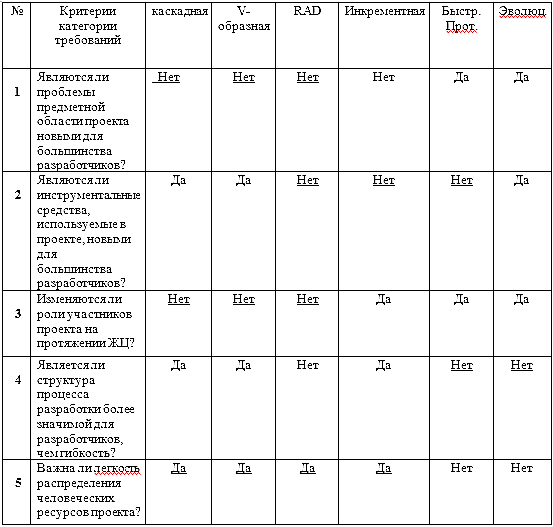 № Критерии категории требований каскадная V-образная RAD Инкрементная Быстр. Прот. Эволюц.
1 Являются ли проблемы предметной области проекта новыми для большинства разработчиков? Нет Нет Нет Нет Да Да
2 Являются ли инструментальные средства, используемые в проекте, новыми для большинства разработчиков? Да Да Нет Нет Нет Да
3 Изменяются ли роли участников проекта на протяжении ЖЦ? Нет Нет Нет Да Да Да
4 Является ли структура процесса разработки более значимой для разработчиков, чем гибкость? Да Да Нет Да Нет Нет
5 Важна ли легкость распределения человеческих ресурсов проекта? Да Да Да Да Нет Нет